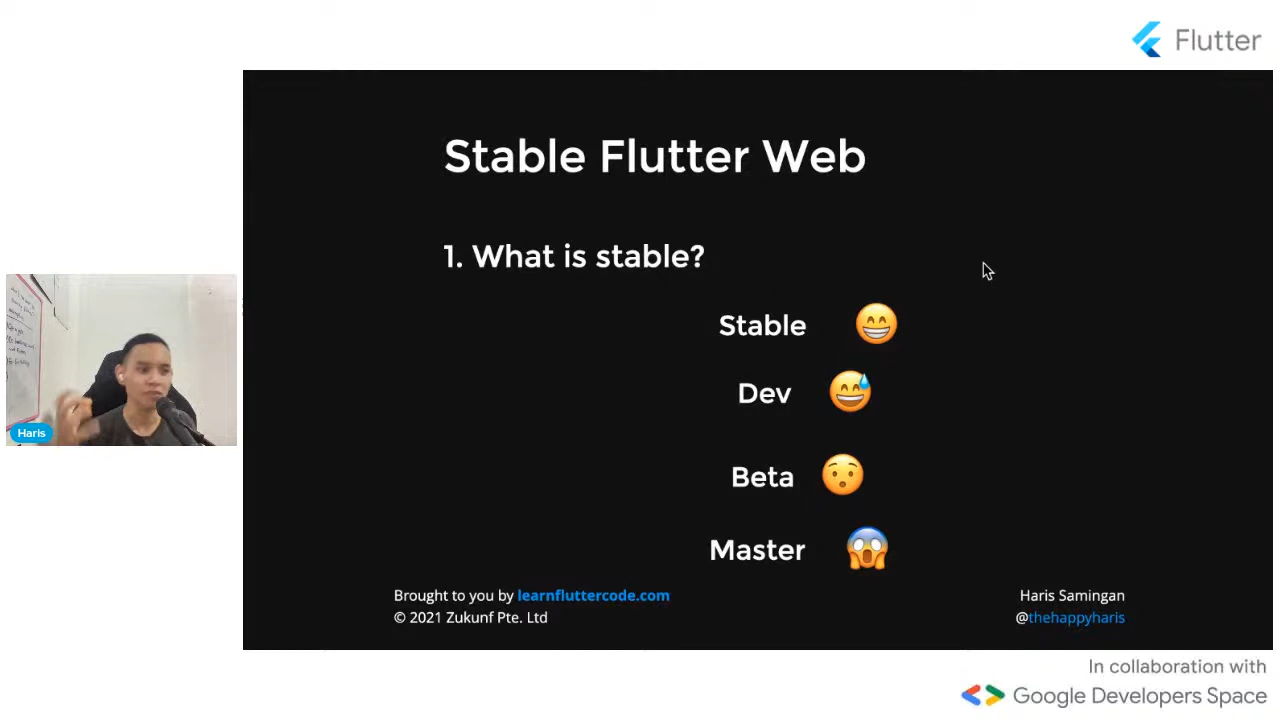 Flutter
Stable Flutter Web
1. What is stable?
Stable 😁
Dev 😅
Beta 😯
Master 😱
Haris
Brought to you by learnfluttercode.com
© 2021 Zukunf Pte. Ltd
Haris Samingan
@thehappyharis
In collaboration with
Google Developers Space